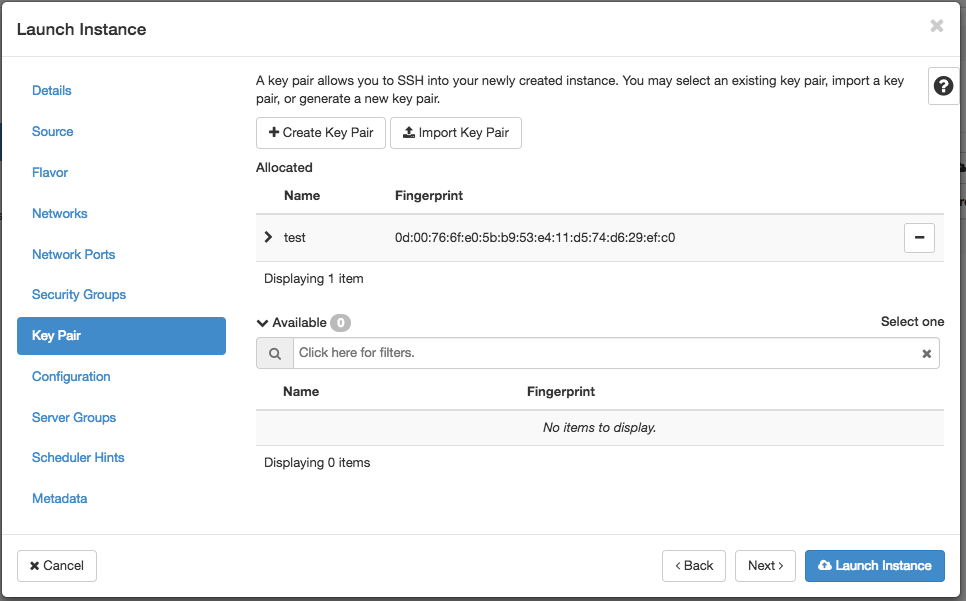 Launch Instance
Details
Source
Flavor
Networks
Network Ports
Security Groups
Key Pair
Configuration
Server Groups
Scheduler Hints
Metadata
A key pair allows you to SSH into your newly created instance. You may select an existing key pair, import a key
pair, or generate a new key pair.
Create Key Pair Import Key Pair
Allocated
Name Fingerprint
test 0d:00:76:6f:e0:5b:b9:53:e4:11:d5:74:d6:29:ef:c0
Displaying 1 item
Available 0 Select one
Click here for filters.
Name Fingerprint
No items to display.
Displaying 0 items
Cancel ‹ Back Next › Launch Instance